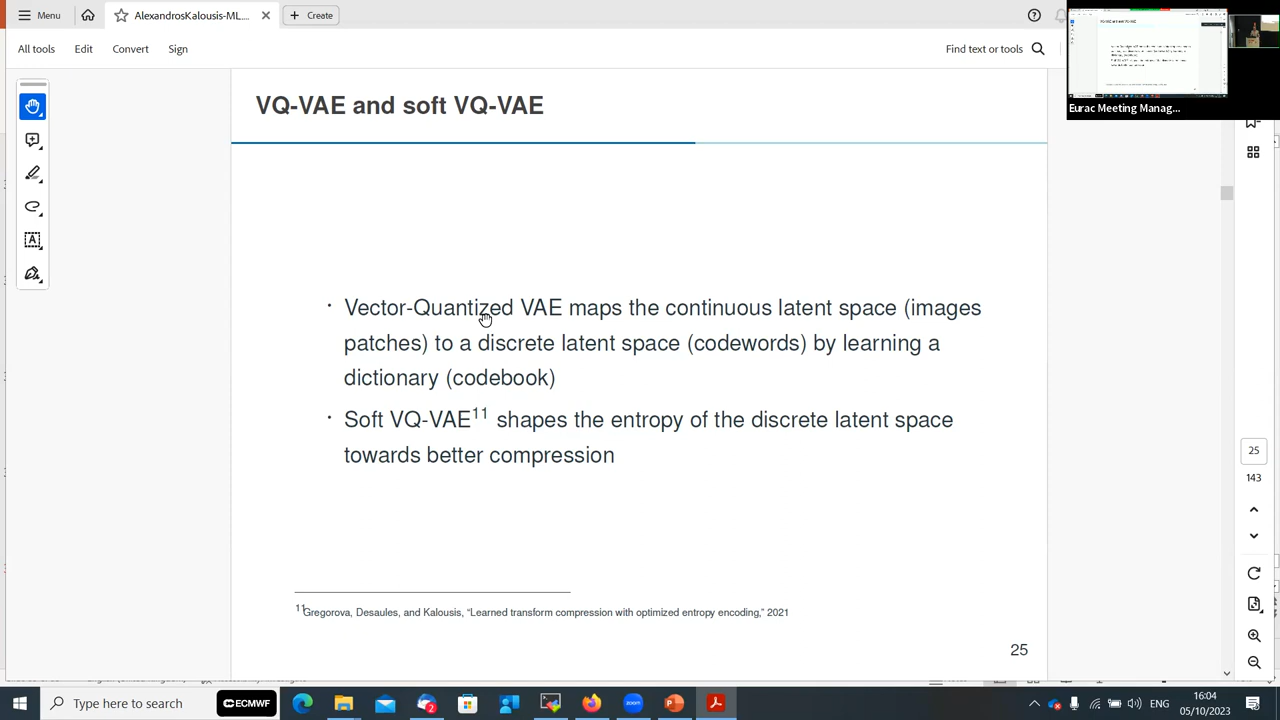 Menu
AlexandrosKalousis-ML...
Create
All tools Edit Convert Sign
Find text or tools
Eurac Meeting Manag...
VQ-VAE and soft VQ-VAE
· Vector-Quantized VAE maps the continuous latent space (images
patches) to a discrete latent space (codewords) by learning a
dictionary (codebook)
· Soft VQ-VAE11 shapes the entropy of the discrete latent space
towards better compression
11Gregorova, Desaules, and Kalousis, “Learned transform compression with optimized entropy encoding,” 2021
25
25
143
Type here to search
ECMWF
2
zoom
ENG
16:04
05/10/2023